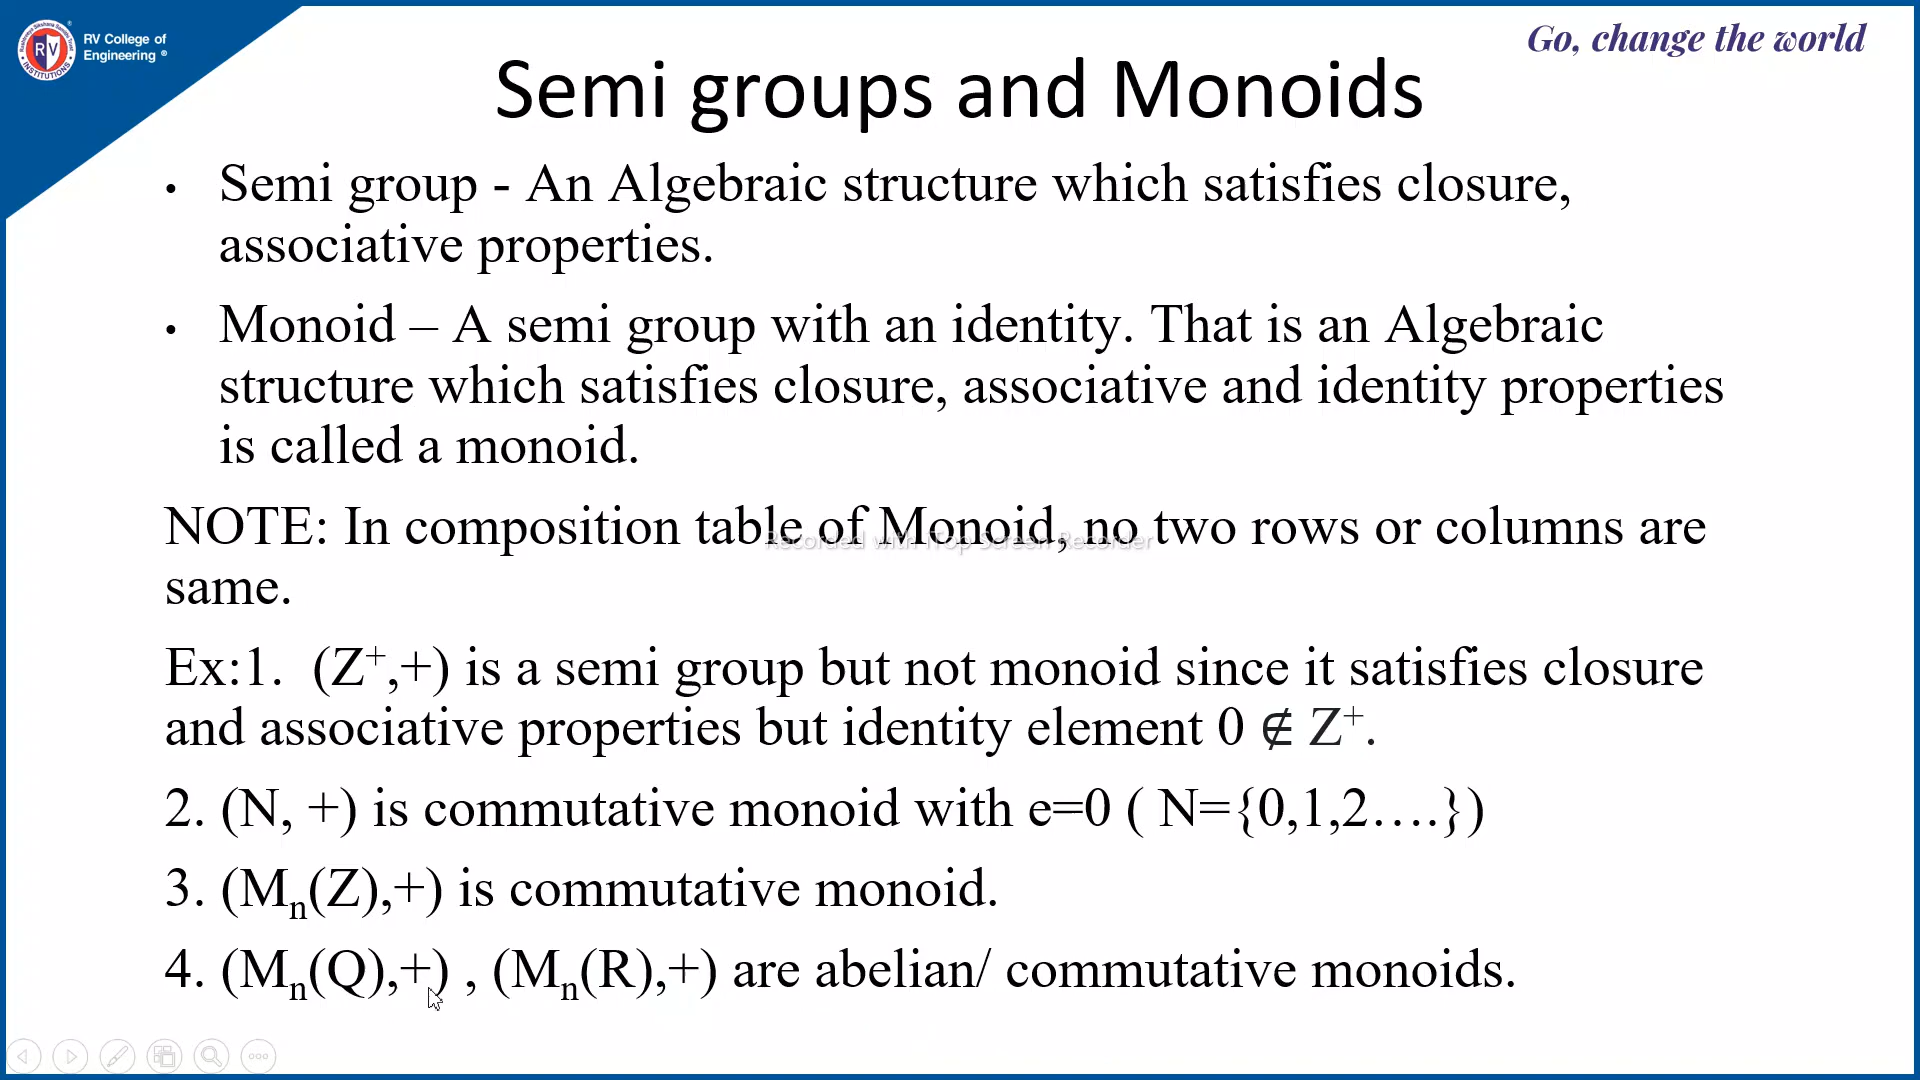 RV College of
Engineering ®
Go, change the world
Semi groups and Monoids
• Semi group - An Algebraic structure which satisfies closure,
associative properties.
• Monoid – A semi group with an identity. That is an Algebraic
structure which satisfies closure, associative and identity properties
is called a monoid.
NOTE: In composition table of Monoid, no two rows or columns are
Recorded with iTop Screen Recorder
same.
Ex:1. (Z⁺,+) is a semi group but not monoid since it satisfies closure
and associative properties but identity element 0 ∉ Z⁺.
2. (N, +) is commutative monoid with e=0 ( N={0,1,2….})
3. (Mₙ(Z),+) is commutative monoid.
4. (Mₙ(Q),+) , (Mₙ(R),+) are abelian/ commutative monoids.